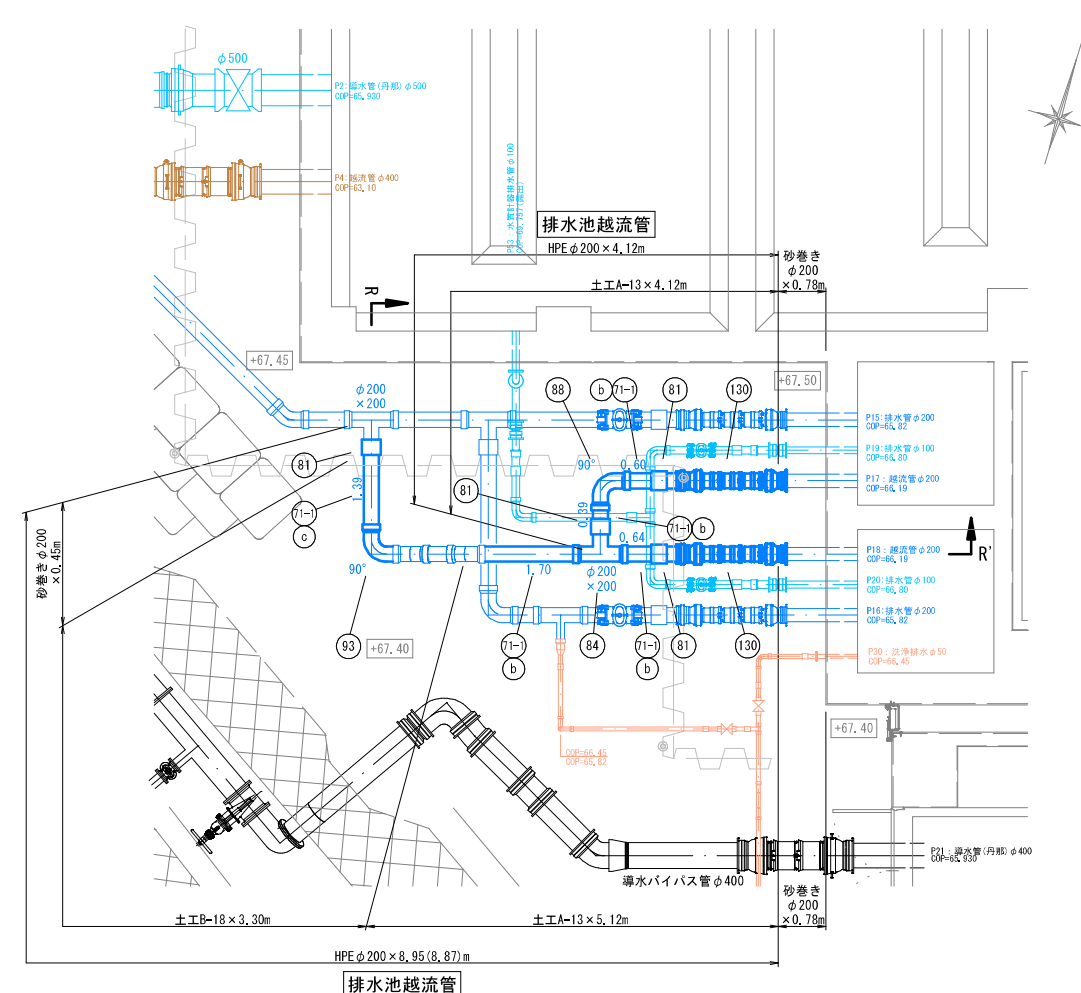 φ500
P2:導水管(丹那)φ500
COP=65.930
P4:越流管φ400
COP=63.10
P53:水質計器排水管φ100
排水池越流管
HPEφ200×4.12m
砂巻き
φ200
×0.78m
土工A-13×4.12m
R
+67.45
φ200
×200
88
b
71-1
81
130
+67.50
P15:排水管φ200
COP=65.82
P19:排水管φ100
COP=66.80
P17:越流管φ200
COP=66.19
90°
0.60
81
81
1.39
71-1
c
0.39
71-1
b
0.64
R'
P18:越流管φ200
COP=66.19
P20:排水管φ100
COP=66.80
P16:排水管φ200
COP=65.82
砂巻きφ200
×0.45m
90°
1.70
φ200
×200
93
+67.40
71-1
b
84
71-1
b
81
130
P30:洗浄排水φ50
COP=66.45
+67.40
COP=66.45
COP=65.82
P21:導水管(丹那)φ400
COP=65.930
導水バイパス管φ400
砂巻き
φ200
×0.78m
土工B-18×3.30m
土工A-13×5.12m
HPEφ200×8.95(8.87)m
排水池越流管